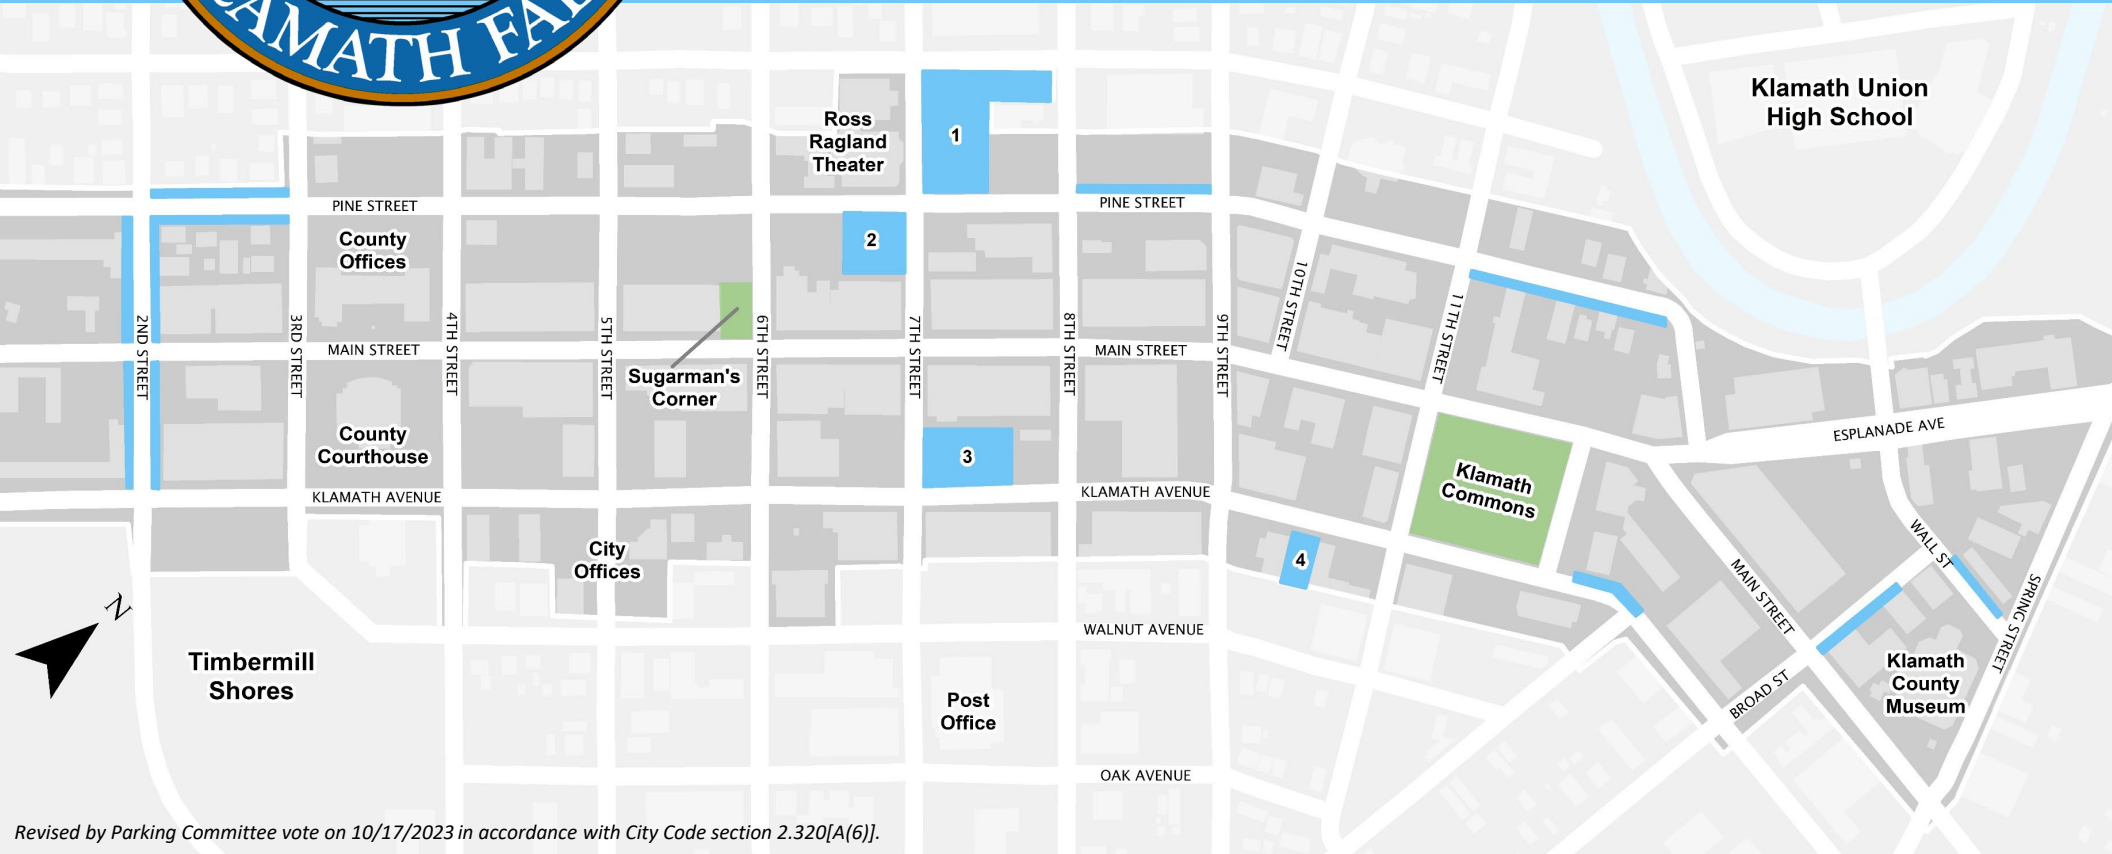 AMATH FA
Klamath Union
High School
Ross
Ragland
Theater
1
PINE STREET
PINE STREET
County
Offices
2
2ND STREET
3RD STREET
4TH STREET
5TH STREET
6TH STREET
7TH STREET
8TH STREET
9TH STREET
10TH STREET
11TH STREET
MAIN STREET
MAIN STREET
Sugarman's
Corner
County
Courthouse
3
ESPLANADE AVE
Klamath
Commons
KLAMATH AVENUE
KLAMATH AVENUE
City
Offices
4
WALL ST
MAIN STREET
SPRING STREET
N
WALNUT AVENUE
Timbermill
Shores
Klamath
County
Museum
BROAD ST
Post
Office
OAK AVENUE
Revised by Parking Committee vote on 10/17/2023 in accordance with City Code section 2.320[A(6)].